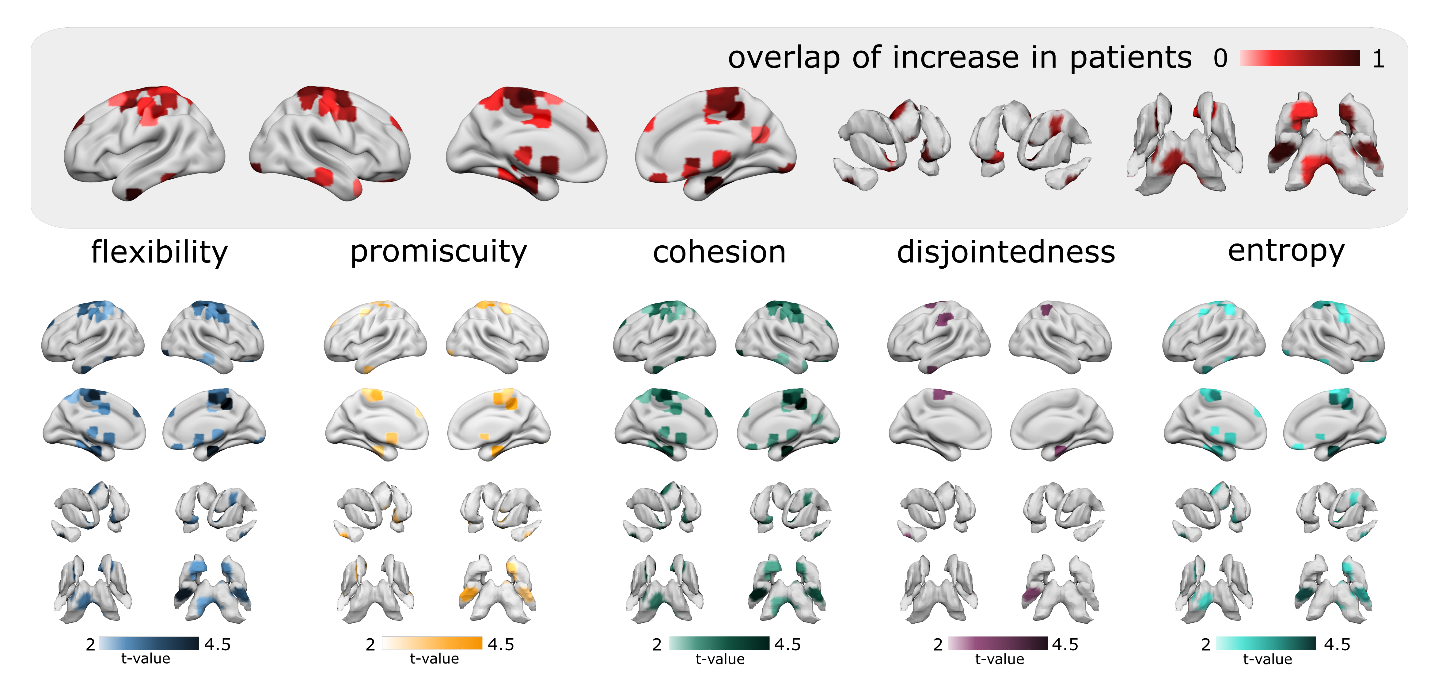 overlap of increase in patients 0 1
flexibility promiscuity cohesion disjointedness entropy
2 4.5 2 4.5 2 4.5 2 4.5 2 4.5
t-value t-value t-value t-value t-value